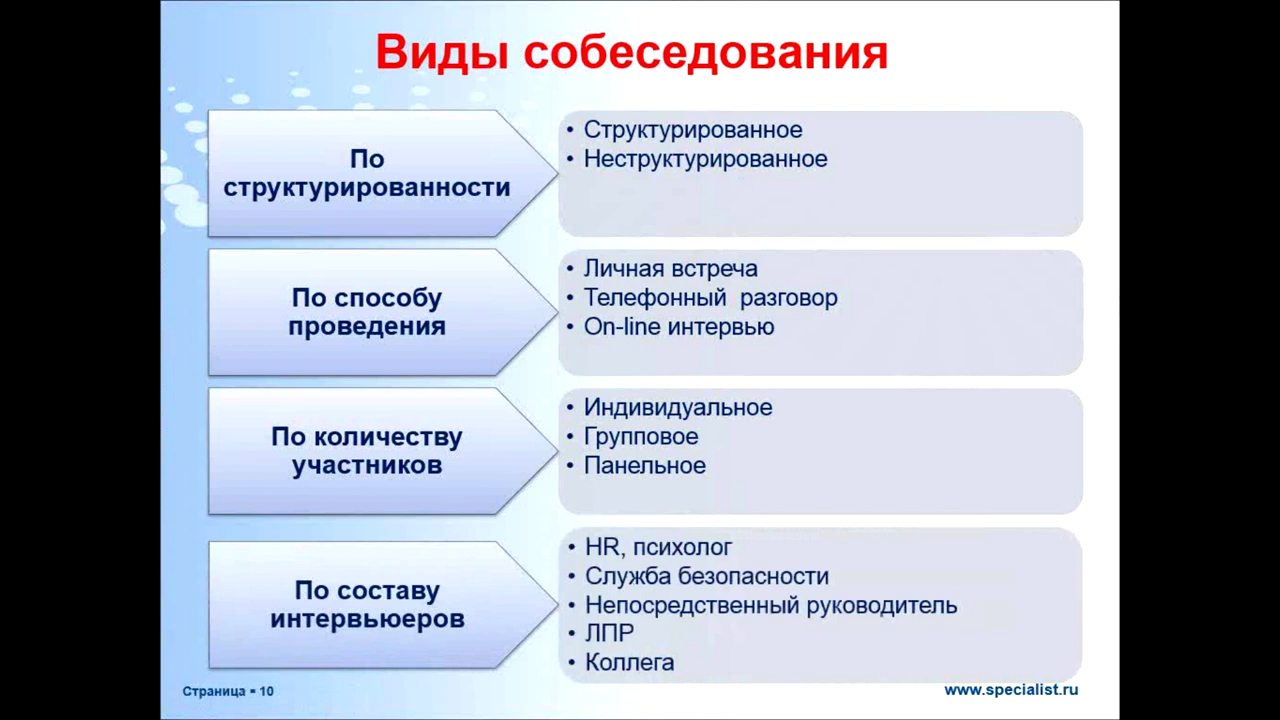 Виды собеседования
По
структурированности
• Структурированное
• Неструктурированное
По способу
проведения
• Личная встреча
• Телефонный разговор
• On-line интервью
По количеству
участников
• Индивидуальное
• Групповое
• Панельное
По составу
интервьюеров
• HR, психолог
• Служба безопасности
• Непосредственный руководитель
• ЛПР
• Коллега
Страница ▪ 10
www.specialist.ru